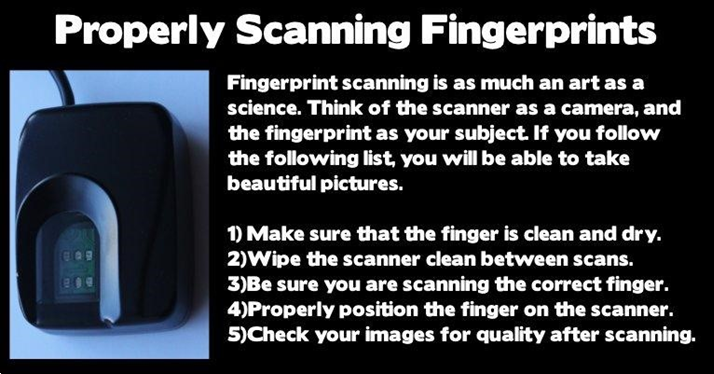 Properly Scanning Fingerprints
Fingerprint scanning is as much an art as a
science. Think of the scanner as a camera, and
the fingerprint as your subject. If you follow
the following list, you will be able to take
beautiful pictures.
1) Make sure that the finger is clean and dry.
2)Wipe the scanner clean between scans.
3)Be sure you are scanning the correct finger.
4)Properly position the finger on the scanner.
5)Check your images for quality after scanning.